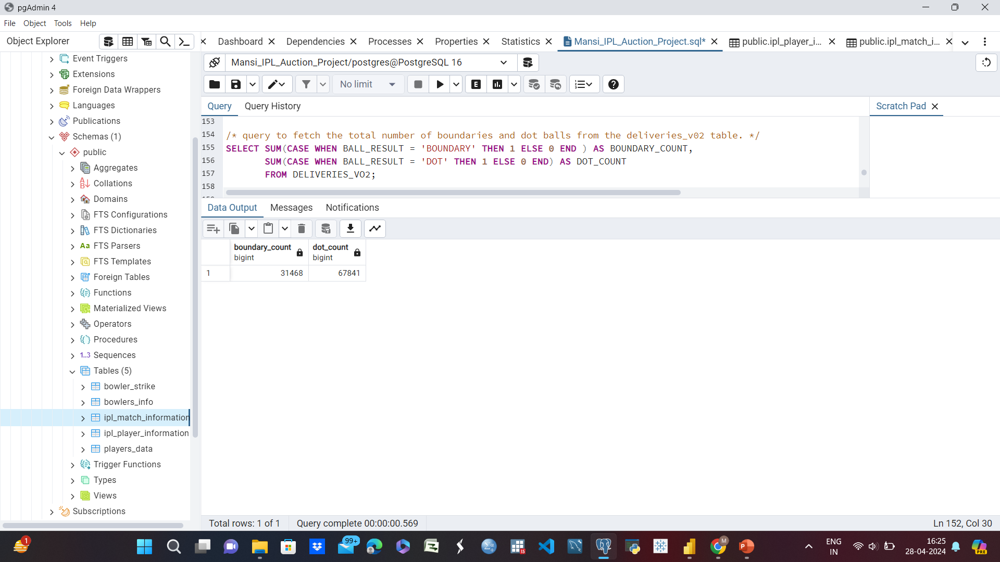 pgAdmin 4
File Object Tools Help
Object Explorer
Dashboard Dependencies Processes Properties Statistics Mansi_IPL_Auction_Project.sql* public.ipl_player_i... public.ipl_match_i...
Mansi_IPL_Auction_Project/postgres@PostgreSQL 16
No limit
E
Query Query History
Scratch Pad
153
154 /* query to fetch the total number of boundaries and dot balls from the deliveries_v02 table. */
155 SELECT SUM(CASE WHEN BALL_RESULT = 'BOUNDARY' THEN 1 ELSE 0 END ) AS BOUNDARY_COUNT,
156 SUM(CASE WHEN BALL_RESULT = 'DOT' THEN 1 ELSE 0 END) AS DOT_COUNT
157 FROM DELIVERIES_VO2;
158
Data Output Messages Notifications
boundary_count dot_count
bigint bigint
1 31468 67841
Event Triggers
Extensions
Foreign Data Wrappers
Languages
Publications
Schemas (1)
public
Aggregates
Collations
Domains
FTS Configurations
FTS Dictionaries
Aa FTS Parsers
FTS Templates
Foreign Tables
Functions
Materialized Views
Operators
Procedures
1..3 Sequences
Tables (5)
bowler_strike
bowlers_info
ipl_match_information
ipl_player_information
players_data
Trigger Functions
Types
Views
Subscriptions
Total rows: 1 of 1 Query complete 00:00:00.569 Ln 152, Col 30
1
99+
15
M
P
ENG
IN
16:25
28-04-2024
PRE